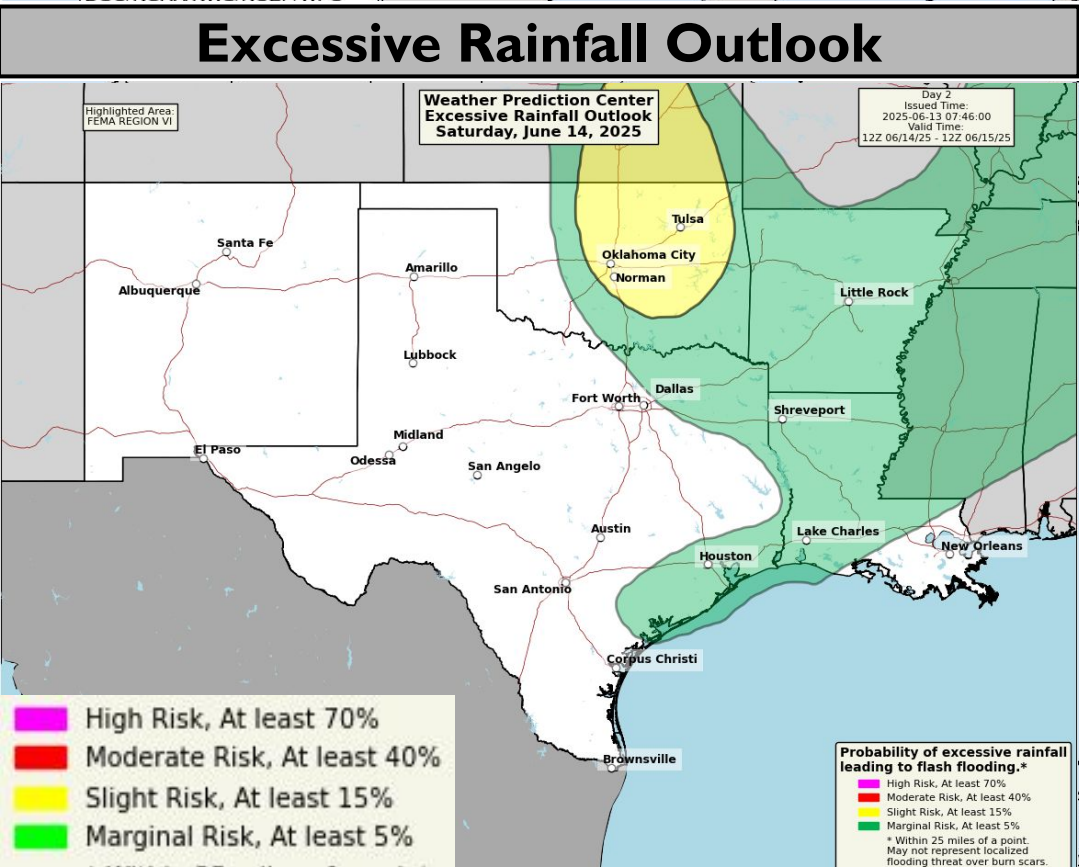 Excessive Rainfall Outlook
Highlighted Area:
FEMA REGION VI
Weather Prediction Center
Excessive Rainfall Outlook
Saturday, June 14, 2025
Day 2
Issued Time:
2025-06-13 07:46:00
Valid Time:
12Z 06/14/25 - 12Z 06/15/25
Tulsa
Santa Fe
Oklahoma City
Amarillo
Norman
Albuquerque
Little Rock
Lubbock
Dallas
Fort Worth
Shreveport
Midland
El Paso
Odessa
San Angelo
Austin
Lake Charles
New Orleans
Houston
San Antonio
Corpus Christi
Brownsville
High Risk, At least 70%
Moderate Risk, At least 40%
Slight Risk, At least 15%
Marginal Risk, At least 5%
Probability of excessive rainfall
leading to flash flooding.*
High Risk, At least 70%
Moderate Risk, At least 40%
Slight Risk, At least 15%
Marginal Risk, At least 5%
* Within 25 miles of a point.
May not represent localized
flooding threat over burn scars.